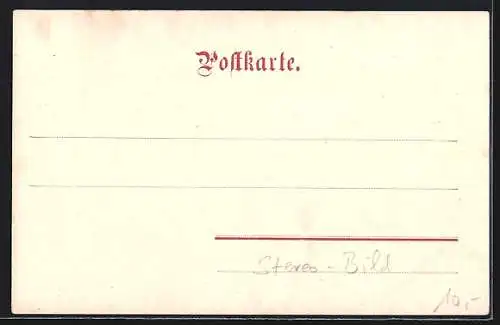 Postkarte.
Stereo - Bild
10,-